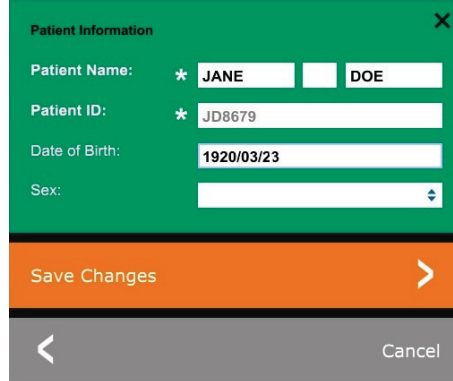 Patient Information
Patient Name: * JANE DOE
Patient ID: * JD8679
Date of Birth: 1920/03/23
Sex:
Save Changes
Cancel